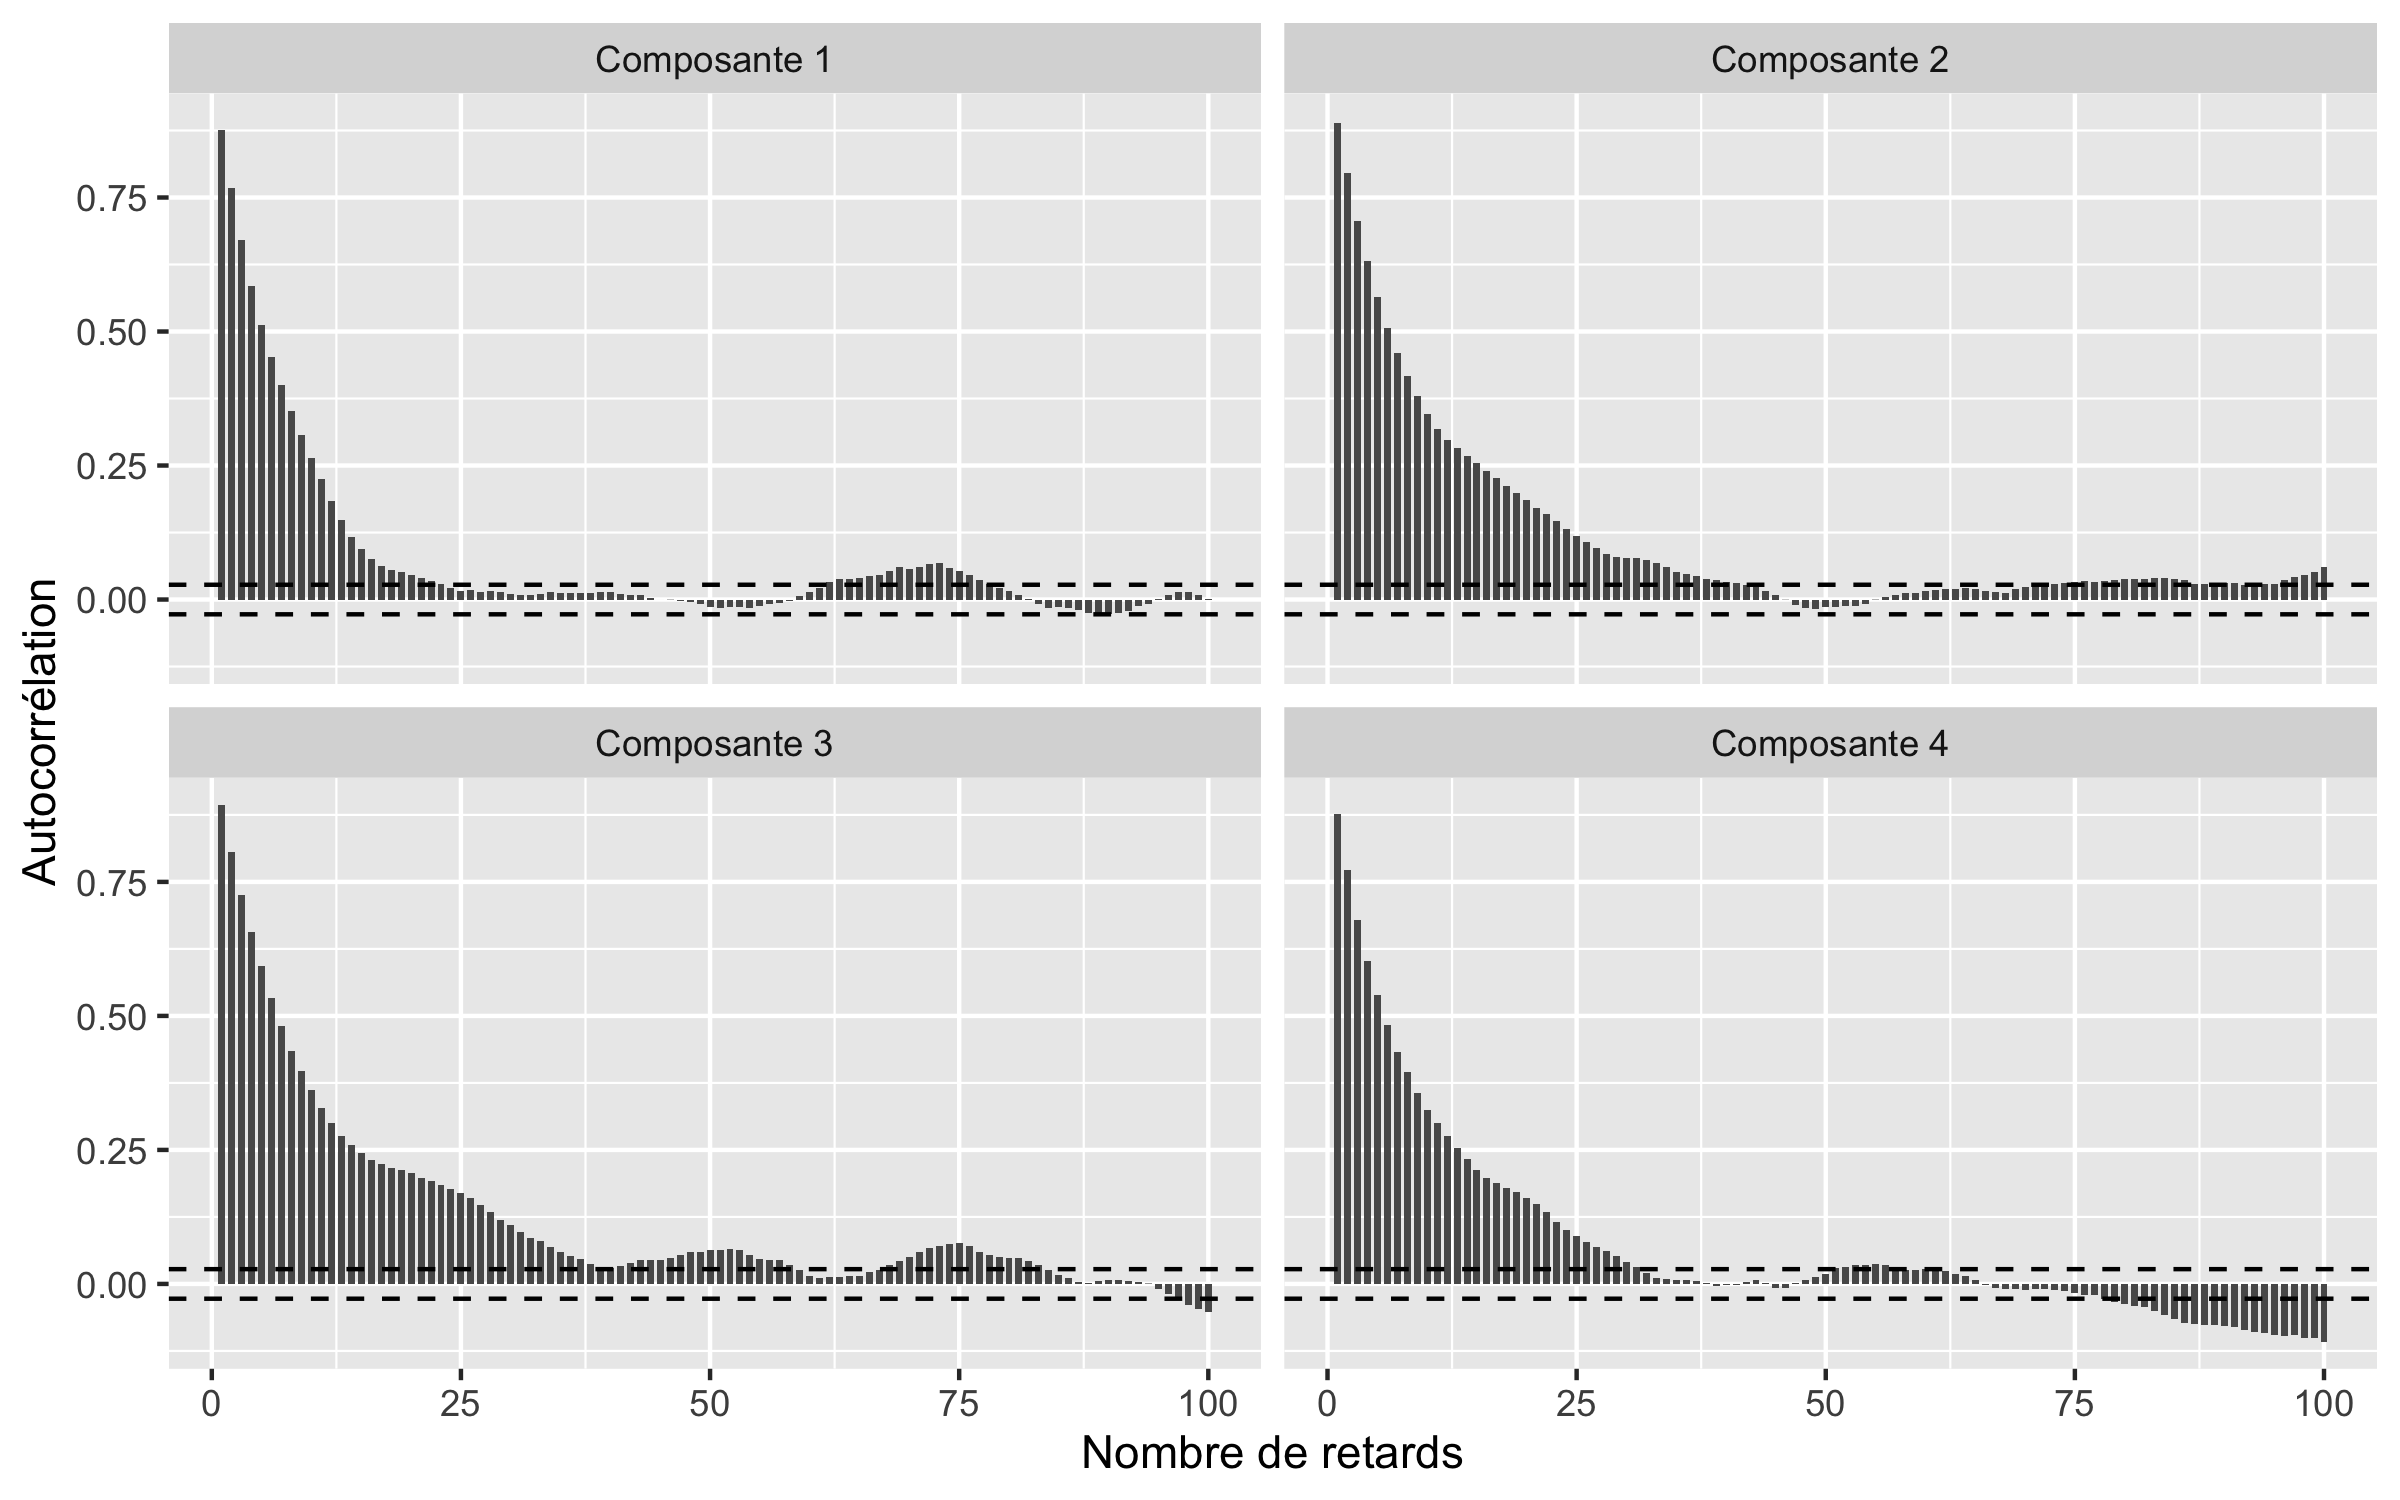 Composante 1
Composante 2
0.75
0.50
0.25
0.00
Composante 3
Composante 4
0.75
0.50
0.25
0.00
0 25 50 75 100
0 25 50 75 100
Nombre de retards
Autocorrélation